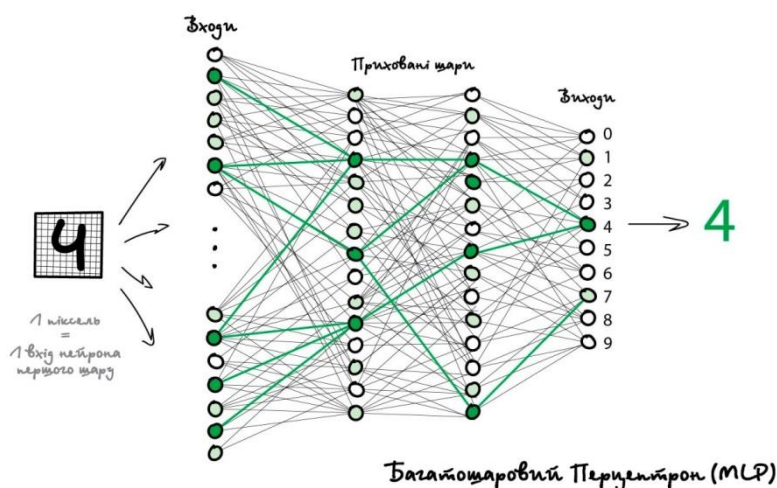 Входи
Приховані шари
Виходи
0
1
2
3
4
5
6
7
8
9
4
4
1 піксель
=
1 вхід нейрона
першого шару
Багатошаровий Перцептрон (MLP)